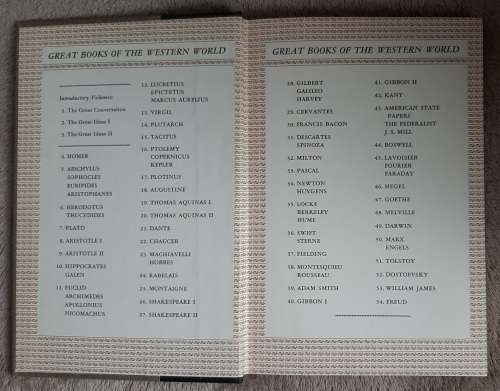 GREAT BOOKS OF THE WESTERN WORLD
Introductory Volumes:
1. The Great Conversation
2. The Great Ideas I
3. The Great Ideas II
4. HOMER
5. AESCHYLUS
SOPHOCLES
EURIPIDES
ARISTOPHANES
6. HERODOTUS
THUCYDIDES
7. PLATO
8. ARISTOTLE I
9. ARISTOTLE II
10. HIPPOCRATES
GALEN
11. EUCLID
ARCHIMEDES
APOLLONIUS
NICOMACHUS
12. LUCRETIUS
EPICTETUS
MARCUS AURELIUS
13. VIRGIL
14. PLUTARCH
15. TACITUS
16. PTOLEMY
COPERNICUS
KEPLER
17. PLOTINUS
18. AUGUSTINE
19. THOMAS AQUINAS I
20. THOMAS AQUINAS II
21. DANTE
22. CHAUCER
23. MACHIAVELLI
HOBBES
24. RABELAIS
25. MONTAIGNE
26. SHAKESPEARE I
27. SHAKESPEARE II
GREAT BOOKS OF THE WESTERN WORLD
28. GILBERT
GALILEO
HARVEY
29. CERVANTES
30. FRANCIS BACON
31. DESCARTES
SPINOZA
32. MILTON
33. PASCAL
34. NEWTON
HUYGENS
35. LOCKE
BERKELEY
HUME
36. SWIFT
STERNE
37. FIELDING
38. MONTESQUIEU
ROUSSEAU
39. ADAM SMITH
40. GIBBON I
41. GIBBON II
42. KANT
43. AMERICAN STATE
PAPERS
THE FEDERALIST
J. S. MILL
44. BOSWELL
45. LAVOISIER
FOURIER
FARADAY
46. HEGEL
47. GOETHE
48. MELVILLE
49. DARWIN
50. MARX
ENGELS
51. TOLSTOY
52. DOSTOEVSKY
53. WILLIAM JAMES
54. FREUD